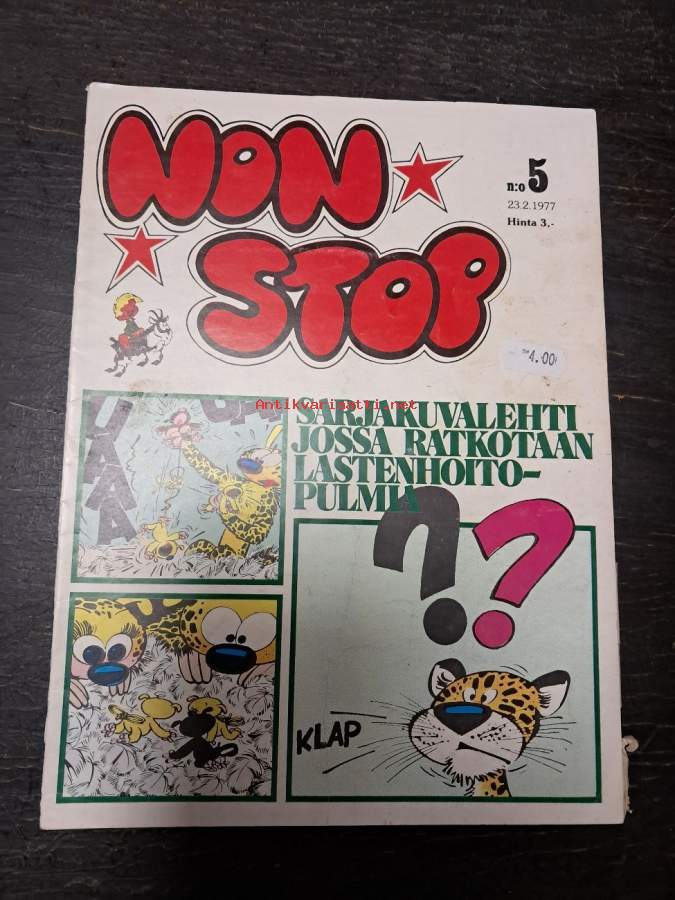 NON
STOP
n:o 5
23.2.1977
Hinta 3,-
4.00
Antikvariaatti.net
SARJAKUVALEHTI
JOSSA RATKOTAAN
LASTENHOITO-
PULMIA
??
KLAP